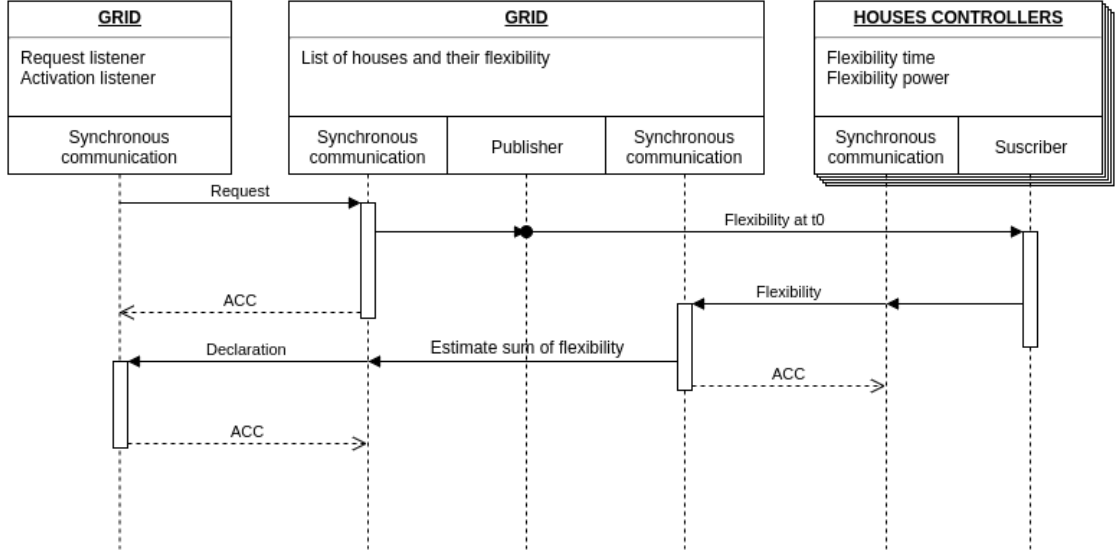 GRID
Request listener
Activation listener
Synchronous
communication
GRID
List of houses and their flexibility
Synchronous
communication
Publisher
Synchronous
communication
HOUSES CONTROLLERS
Flexibility time
Flexibility power
Synchronous
communication
Suscriber
Request
Flexibility at t0
Flexibility
ACC
Declaration
Estimate sum of flexibility
ACC
ACC